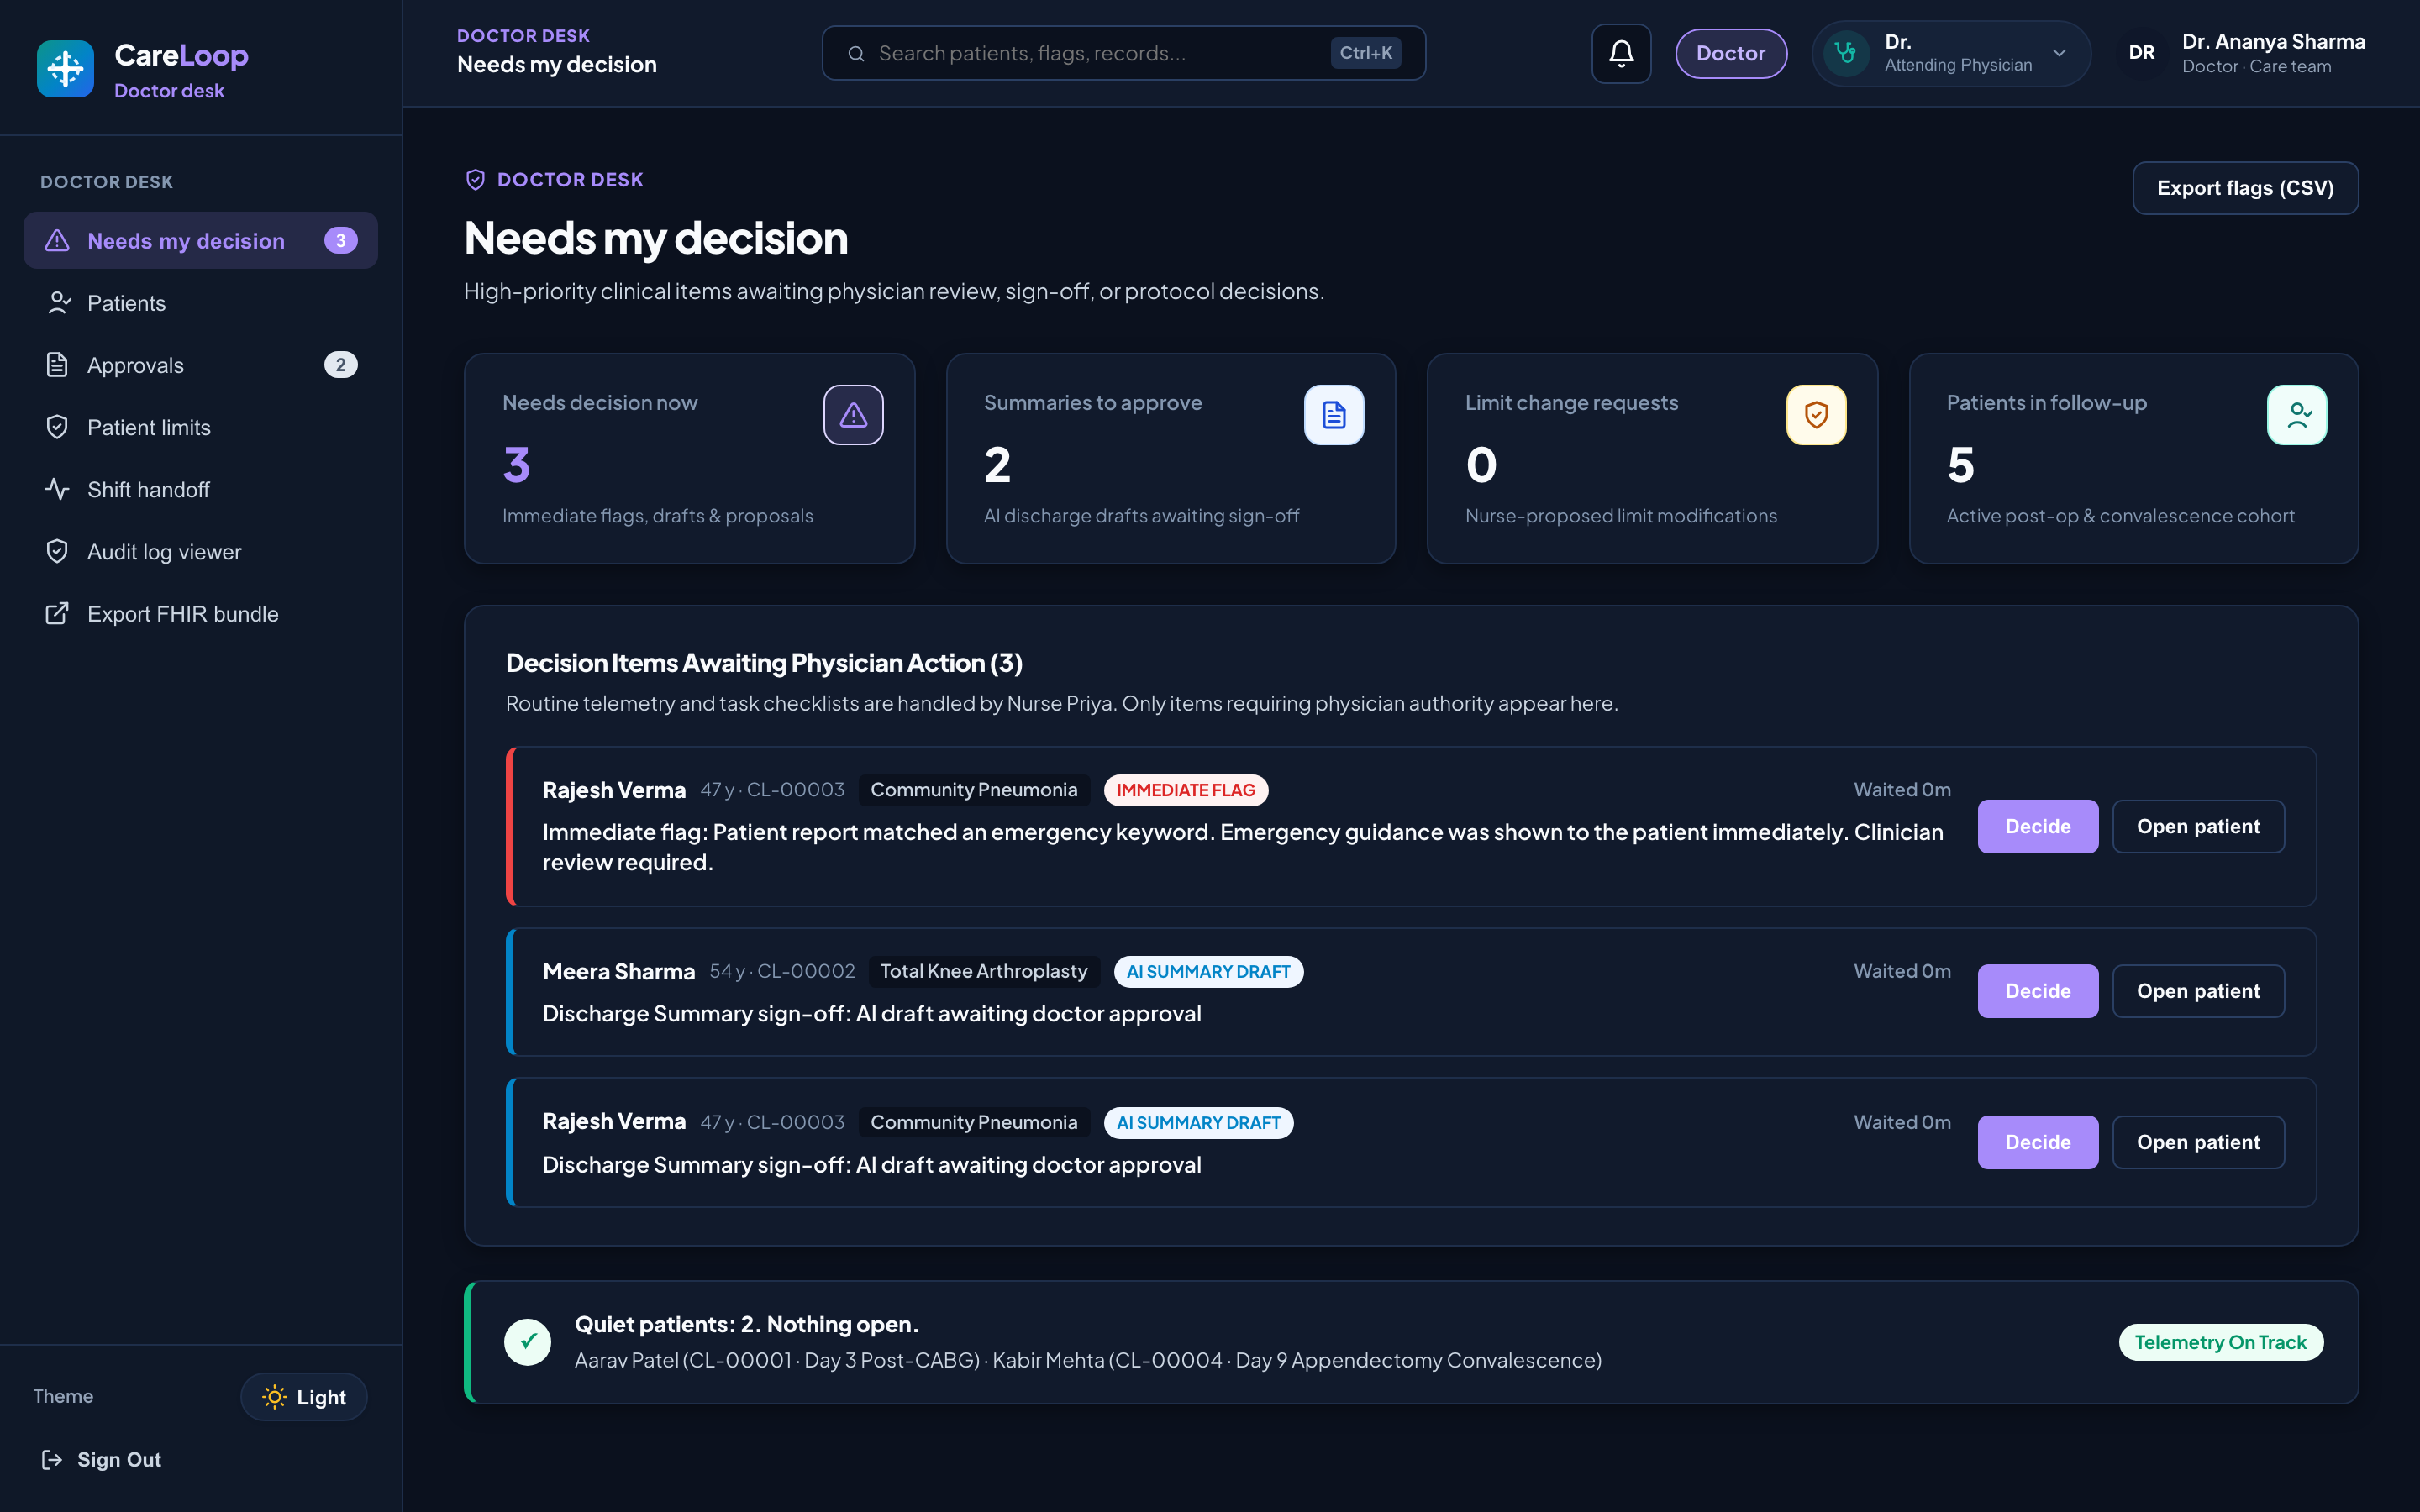 CareLoop
Doctor desk
DOCTOR DESK
Needs my decision 3
Patients
Approvals 2
Patient limits
Shift handoff
Audit log viewer
Export FHIR bundle
Theme
Light
Sign Out
DOCTOR DESK
Needs my decision
Search patients, flags, records...
Ctrl+K
Doctor
Dr.
Attending Physician
DR
Dr. Ananya Sharma
Doctor · Care team
DOCTOR DESK
Needs my decision
High-priority clinical items awaiting physician review, sign-off, or protocol decisions.
Export flags (CSV)
Needs decision now
3
Immediate flags, drafts & proposals
Summaries to approve
2
AI discharge drafts awaiting sign-off
Limit change requests
0
Nurse-proposed limit modifications
Patients in follow-up
5
Active post-op & convalescence cohort
Decision Items Awaiting Physician Action (3)
Routine telemetry and task checklists are handled by Nurse Priya. Only items requiring physician authority appear here.
Rajesh Verma 47 y · CL-00003 Community Pneumonia IMMEDIATE FLAG Waited 0m
Immediate flag: Patient report matched an emergency keyword. Emergency guidance was shown to the patient immediately. Clinician
review required.
Decide Open patient
Meera Sharma 54 y · CL-00002 Total Knee Arthroplasty AI SUMMARY DRAFT Waited 0m
Discharge Summary sign-off: AI draft awaiting doctor approval
Decide Open patient
Rajesh Verma 47 y · CL-00003 Community Pneumonia AI SUMMARY DRAFT Waited 0m
Discharge Summary sign-off: AI draft awaiting doctor approval
Decide Open patient
Quiet patients: 2. Nothing open.
Aarav Patel (CL-00001 · Day 3 Post-CABG) · Kabir Mehta (CL-00004 · Day 9 Appendectomy Convalescence)
Telemetry On Track